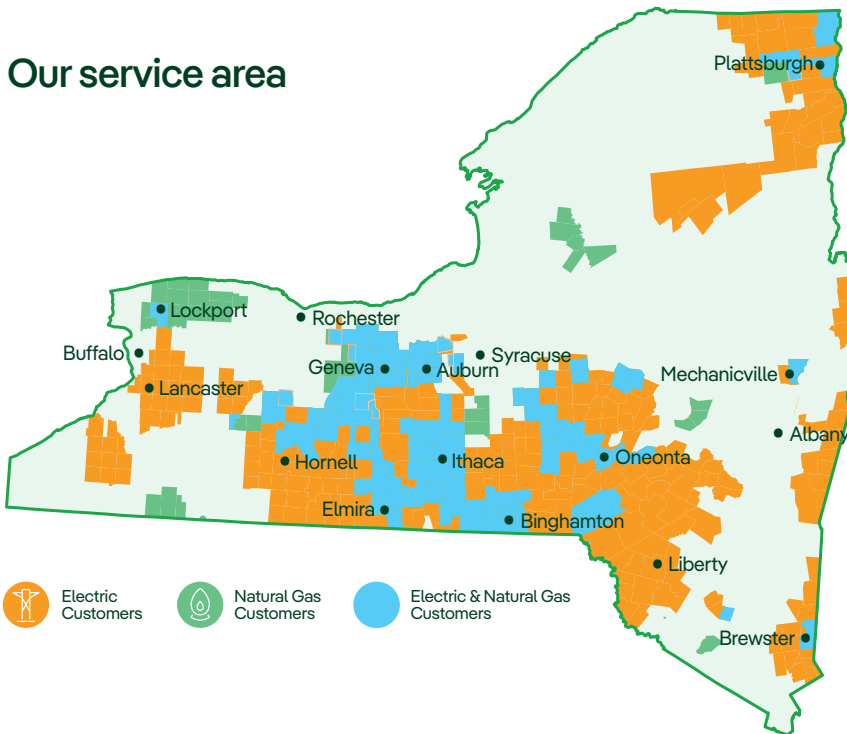 Our service area
Plattsburgh
Lockport
Rochester
Buffalo
Geneva
Auburn
Syracuse
Lancaster
Mechanicville
Albany
Hornell
Ithaca
Oneonta
Elmira
Binghamton
Liberty
Electric
Customers
Natural Gas
Customers
Electric & Natural Gas
Customers
Brewster